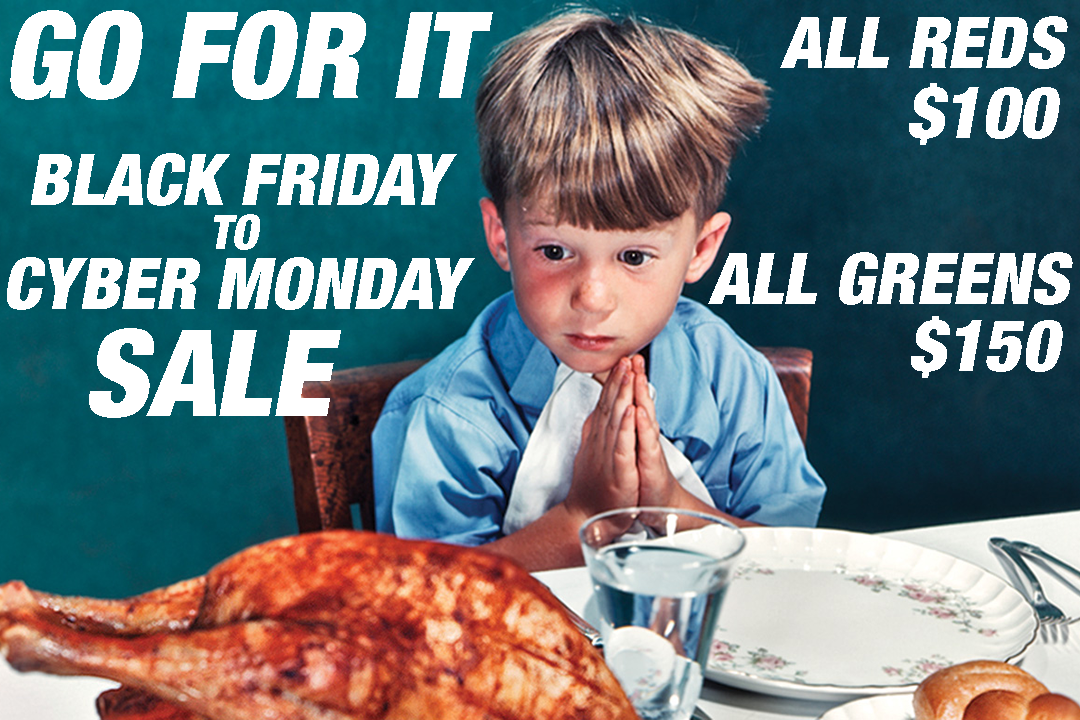 GO FOR IT
BLACK FRIDAY
TO
CYBER MONDAY
SALE
ALL REDS
$100
ALL GREENS
$150